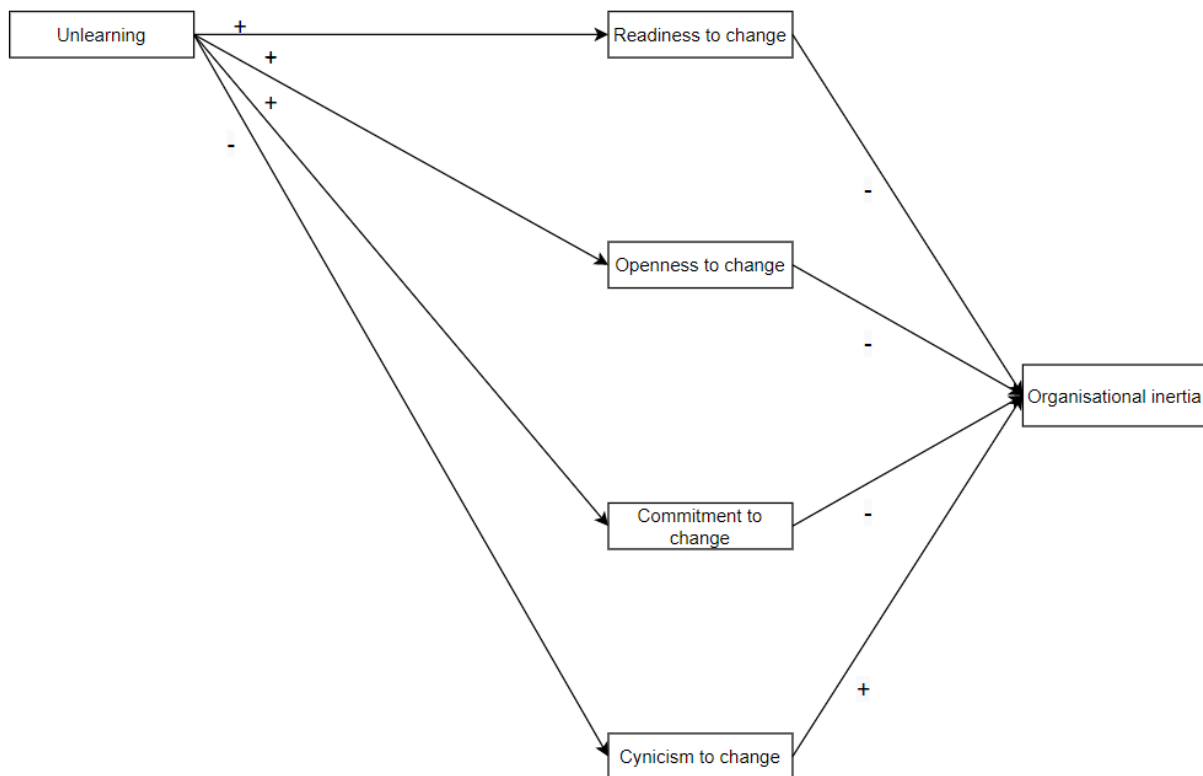 Unlearning
+
Readiness to change
+
+
-
-
Openness to change
-
Organisational inertia
Commitment to
change
-
+
Cynicism to change